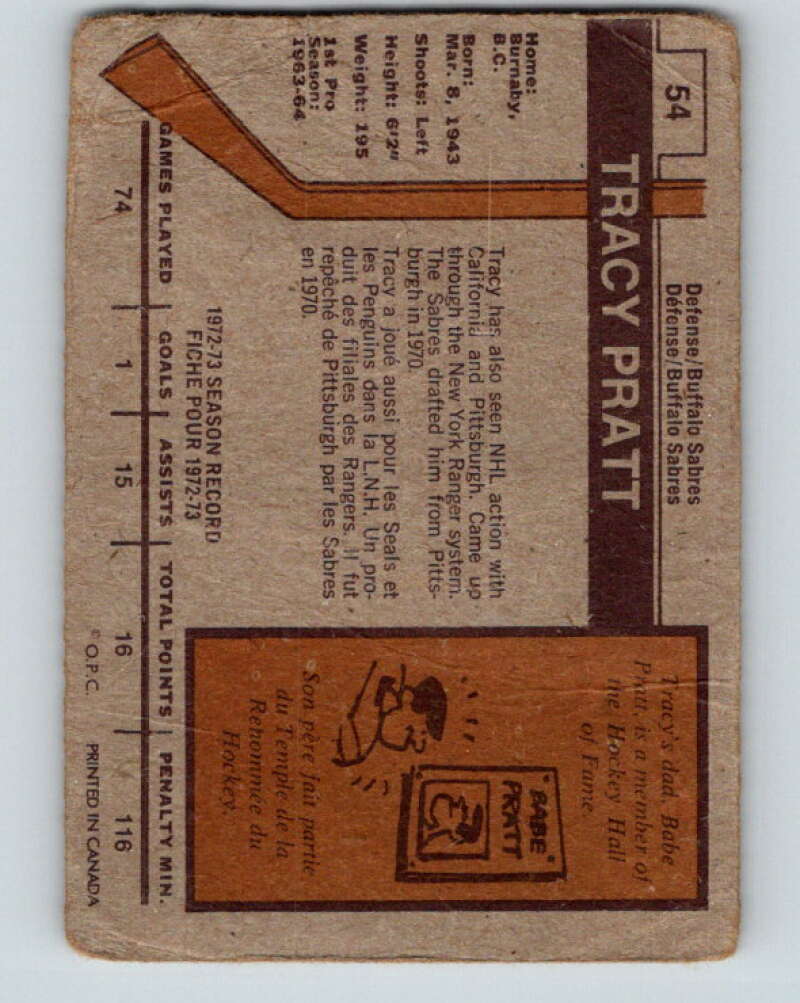 54
Defense/Buffalo Sabres
Défense/Buffalo Sabres
TRACY PRATT
Home:
Burnaby,
B.C.
Born:
Mar. 8, 1943
Shoots: Left
Height: 6'2"
Weight: 195
1st Pro
Season:
1963-64
Tracy has also seen NHL action with
California and Pittsburgh. Came up
through the New York Ranger system.
The Sabres drafted him from Pitts-
burgh in 1970.
Tracy a joué aussi pour les Seals et
les Penguins dans la L.N.H. Un pro-
duit des filiales des Rangers. Il fut
repêché de Pittsburgh par les Sabres
en 1970.
Tracy's dad, Babe
Pratt, is a member of
the Hockey Hall
of Fame.
"BABE"
PRATT
Son père fait partie
du Temple de la
Renommée du
Hockey.
1972-73 SEASON RECORD
FICHE POUR 1972-73
GAMES PLAYED | GOALS | ASSISTS | TOTAL POINTS | PENALTY MIN.
74 1 15 16 116
© O.P.C. PRINTED IN CANADA